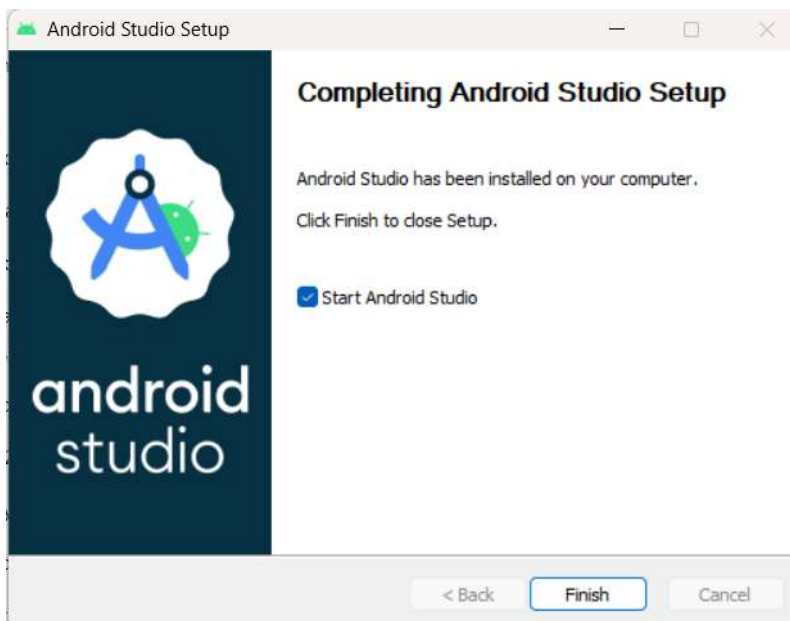 Android Studio Setup
Completing Android Studio Setup
Android Studio has been installed on your computer.
Click Finish to close Setup.
Start Android Studio
android
studio
< Back
Finish
Cancel